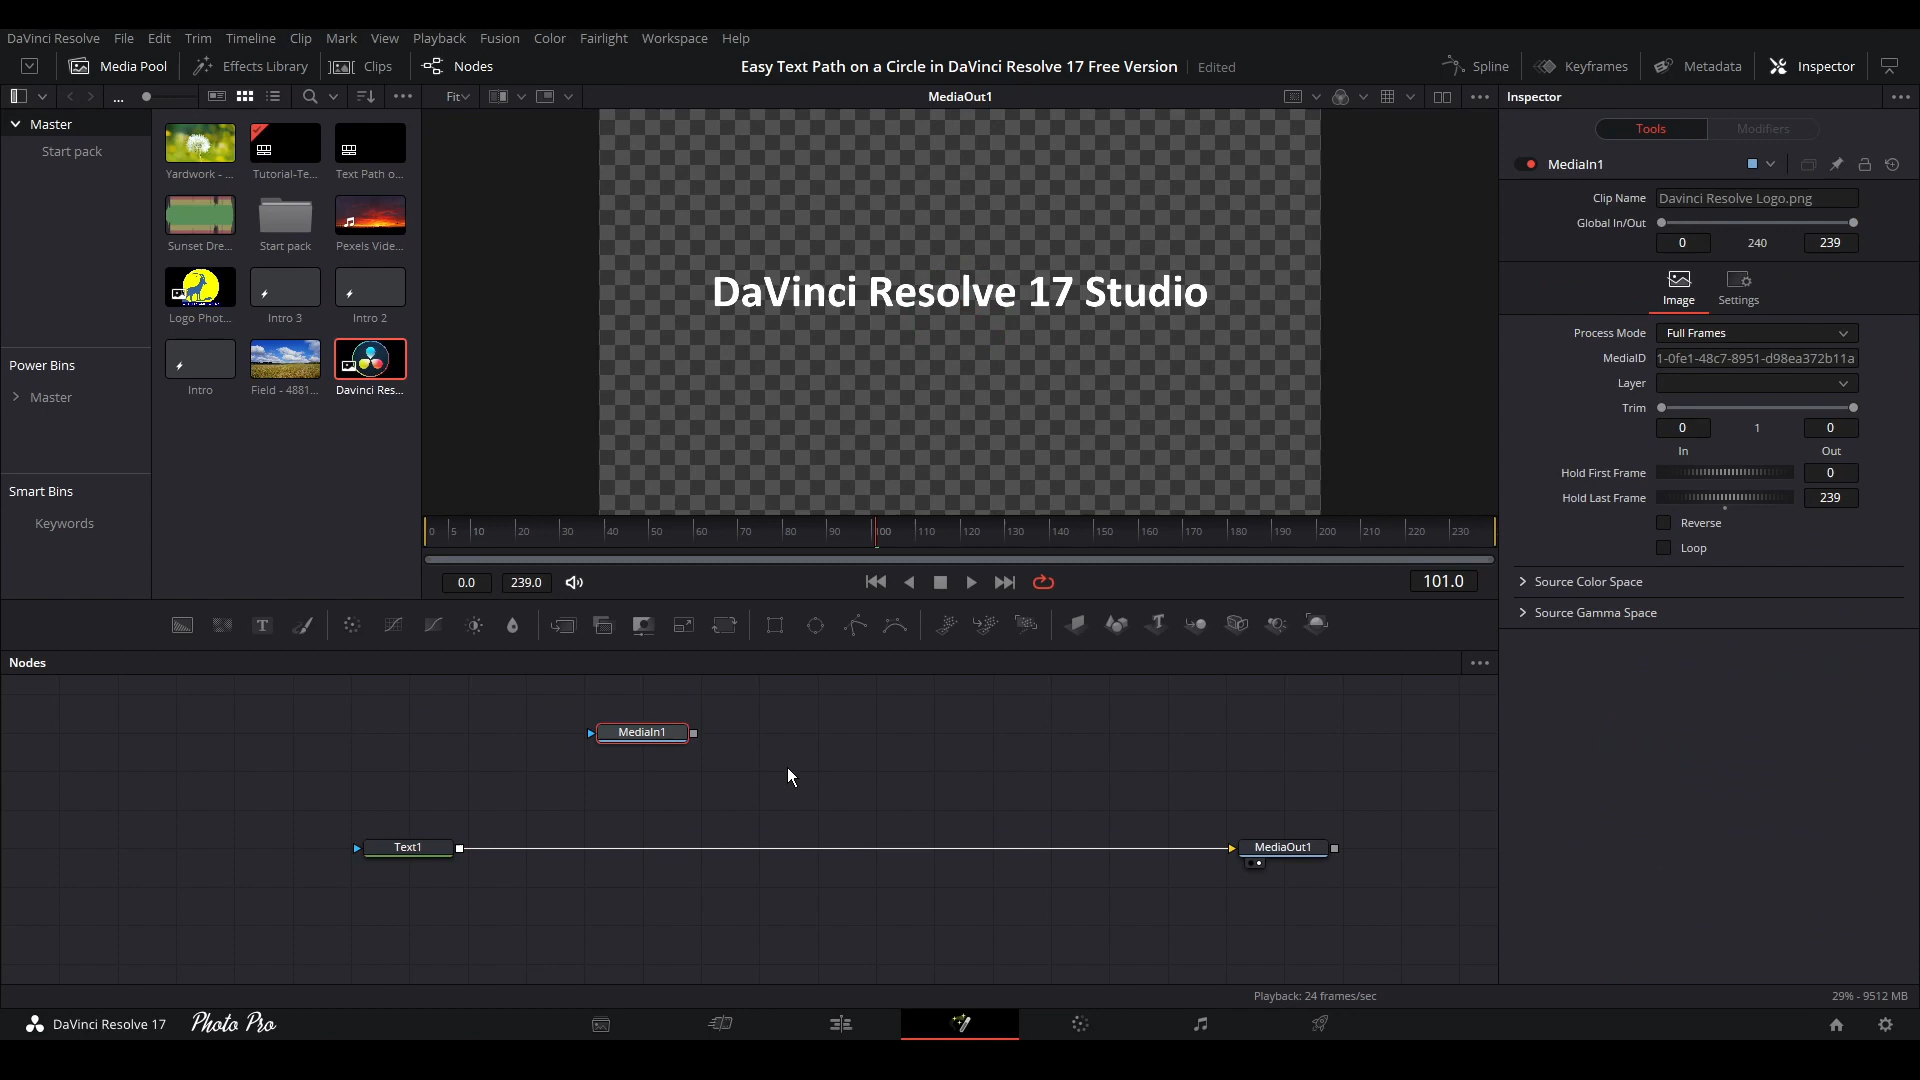 DaVinci Resolve File Edit Trim Timeline Clip Mark View Playback Fusion Color Fairlight Workspace Help
Media Pool Effects Library Clips Nodes Easy Text Path on a Circle in DaVinci Resolve 17 Free Version Edited Spline Keyframes Metadata Inspector
... Fit MediaOut1 Inspector
Master
Start pack
Power Bins
Master
Smart Bins
Keywords
Yardwork - ... Tutorial-Te... Text Path o...
Sunset Dre... Start pack Pexels Vide...
Logo Phot... Intro 3 Intro 2
Intro Field - 4881... Davinci Res...
DaVinci Resolve 17 Studio
0 5 10 20 30 40 50 60 70 80 90 100 110 120 130 140 150 160 170 180 190 200 210 220 230
0.0 239.0 101.0
Tools Modifiers
MediaIn1
Clip Name Davinci Resolve Logo.png
Global In/Out
0 240 239
Image Settings
Process Mode Full Frames
MediaID 1-0fe1-48c7-8951-d98ea372b11a
Layer
Trim
0 1 0
In Out
Hold First Frame 0
Hold Last Frame 239
Reverse
Loop
Source Color Space
Source Gamma Space
T
Nodes
MediaIn1
Text1 MediaOut1
Playback: 24 frames/sec 29% - 9512 MB
DaVinci Resolve 17 Photo Pro